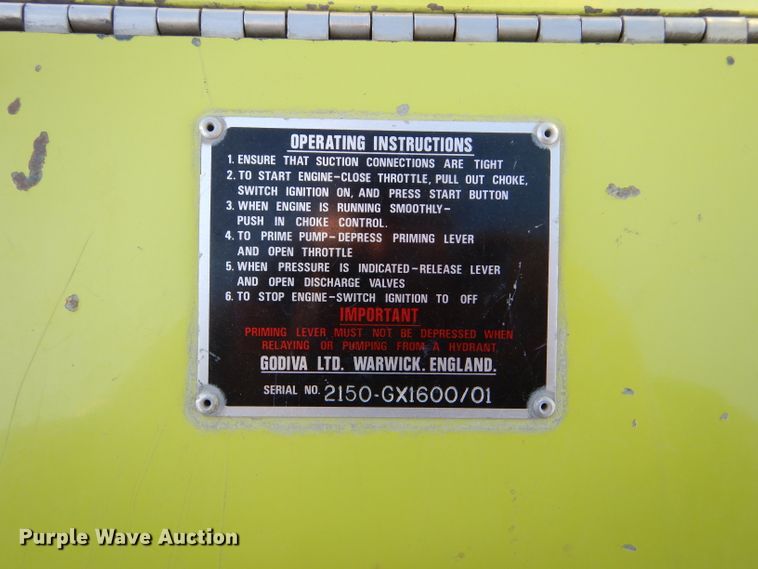 OPERATING INSTRUCTIONS
1. ENSURE THAT SUCTION CONNECTIONS ARE TIGHT
2. TO START ENGINE-CLOSE THROTTLE, PULL OUT CHOKE,
SWITCH IGNITION ON, AND PRESS START BUTTON
3. WHEN ENGINE IS RUNNING SMOOTHLY-
PUSH IN CHOKE CONTROL.
4. TO PRIME PUMP-DEPRESS PRIMING LEVER
AND OPEN THROTTLE
5. WHEN PRESSURE IS INDICATED-RELEASE LEVER
AND OPEN DISCHARGE VALVES
6. TO STOP ENGINE-SWITCH IGNITION TO OFF
IMPORTANT
PRIMING LEVER MUST NOT BE DEPRESSED WHEN
RELAYING OR PUMPING FROM A HYDRANT.
GODIVA LTD. WARWICK. ENGLAND.
SERIAL NO. 2150-GX1600/01
Purple Wave Auction